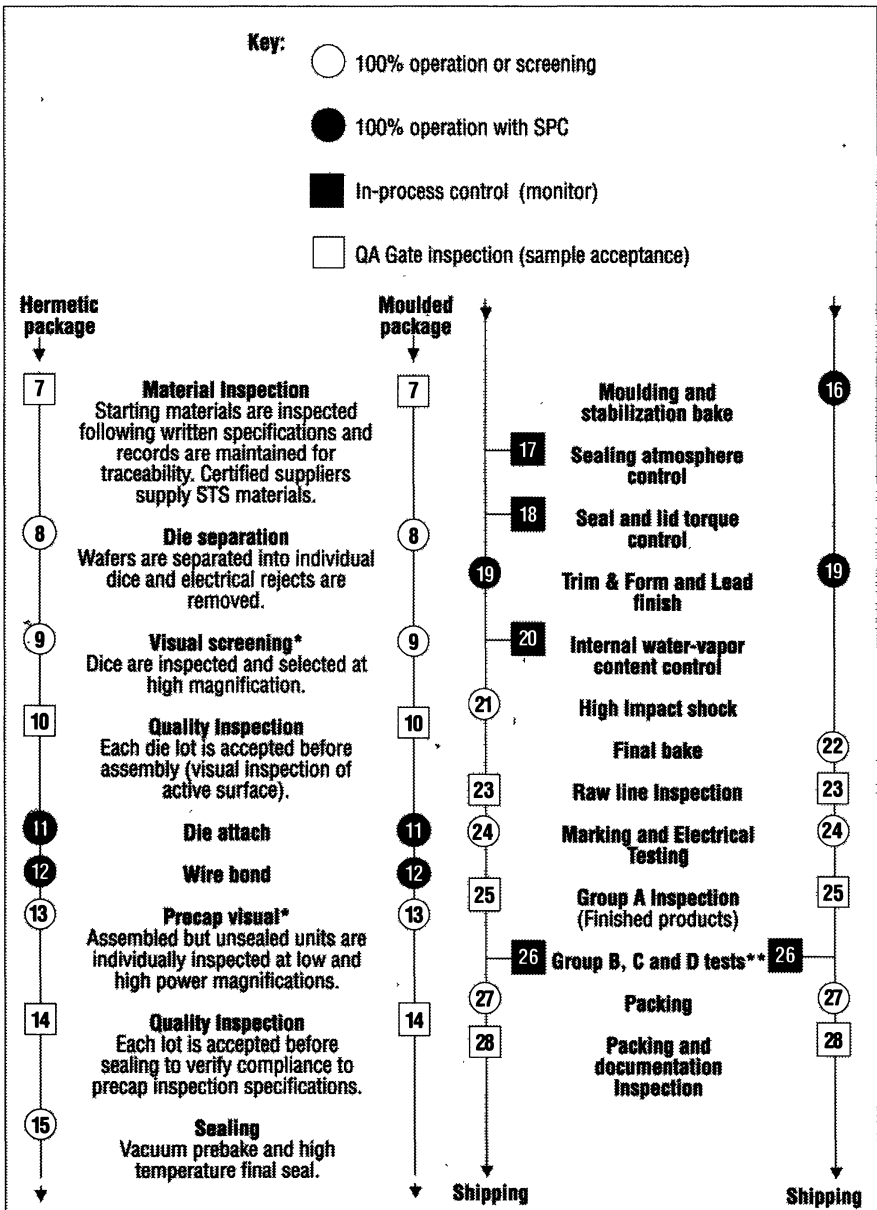 Key:
100% operation or screening
100% operation with SPC
In-process control (monitor)
QA Gate inspection (sample acceptance)
Hermetic
package
Moulded
package
7 Material Inspection 7
Starting materials are inspected
following written specifications and
records are maintained for
traceability. Certified suppliers
supply STS materials.
8 Die separation 8
Wafers are separated into individual
dice and electrical rejects are
removed.
9 Visual screening* 9
Dice are inspected and selected at
high magnification.
10 Quality Inspection 10
Each die lot is accepted before
assembly (visual inspection of
active surface).
11 Die attach 11
12 Wire bond 12
13 Precap visual* 13
Assembled but unsealed units are
individually inspected at low and
high power magnifications.
14 Quality Inspection 14
Each lot is accepted before
sealing to verify compliance to
precap inspection specifications.
15 Sealing
Vacuum prebake and high
temperature final seal.
Moulding and 16
stabilization bake
17 Sealing atmosphere
control
18 Seal and lid torque
control
19 Trim & Form and Lead 19
finish
20 Internal water-vapor
content control
21 High Impact shock
Final bake 22
23 Raw line Inspection 23
24 Marking and Electrical 24
Testing
25 Group A Inspection 25
(Finished products)
26 Group B, C and D tests** 26
27 Packing 27
28 Packing and 28
documentation
Inspection
Shipping
Shipping